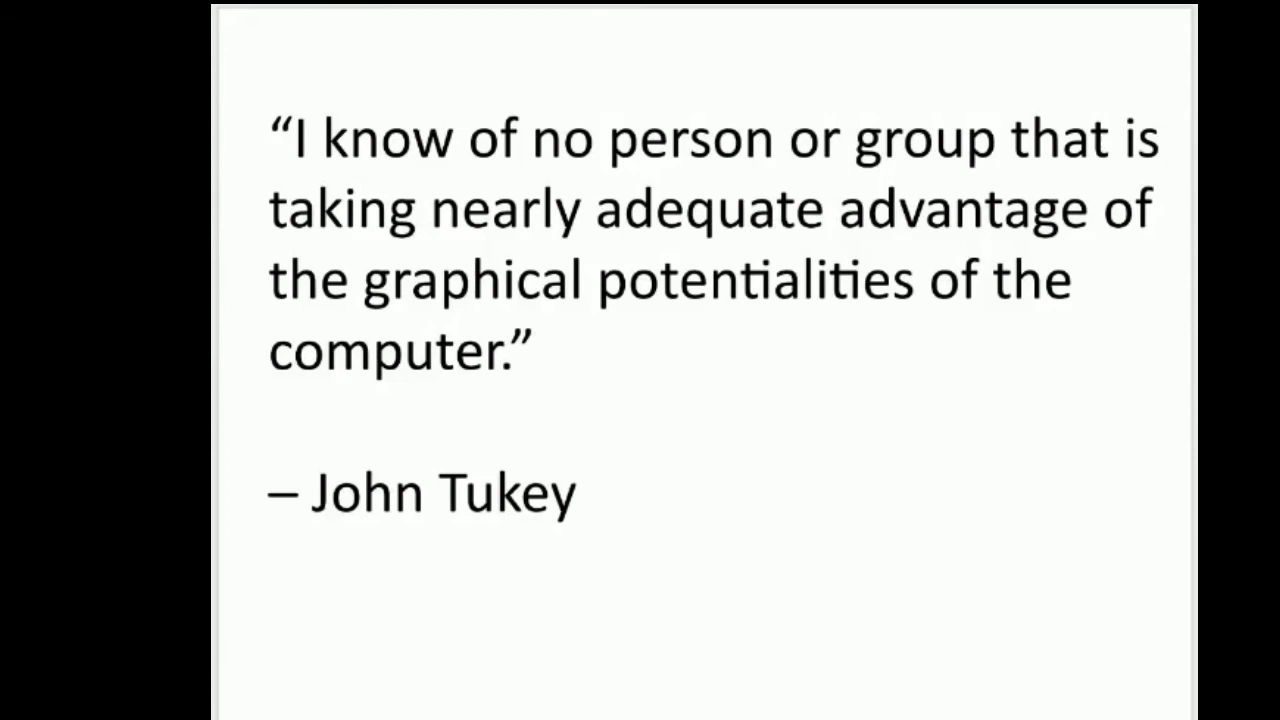 “I know of no person or group that is
taking nearly adequate advantage of
the graphical potentialities of the
computer.”
– John Tukey